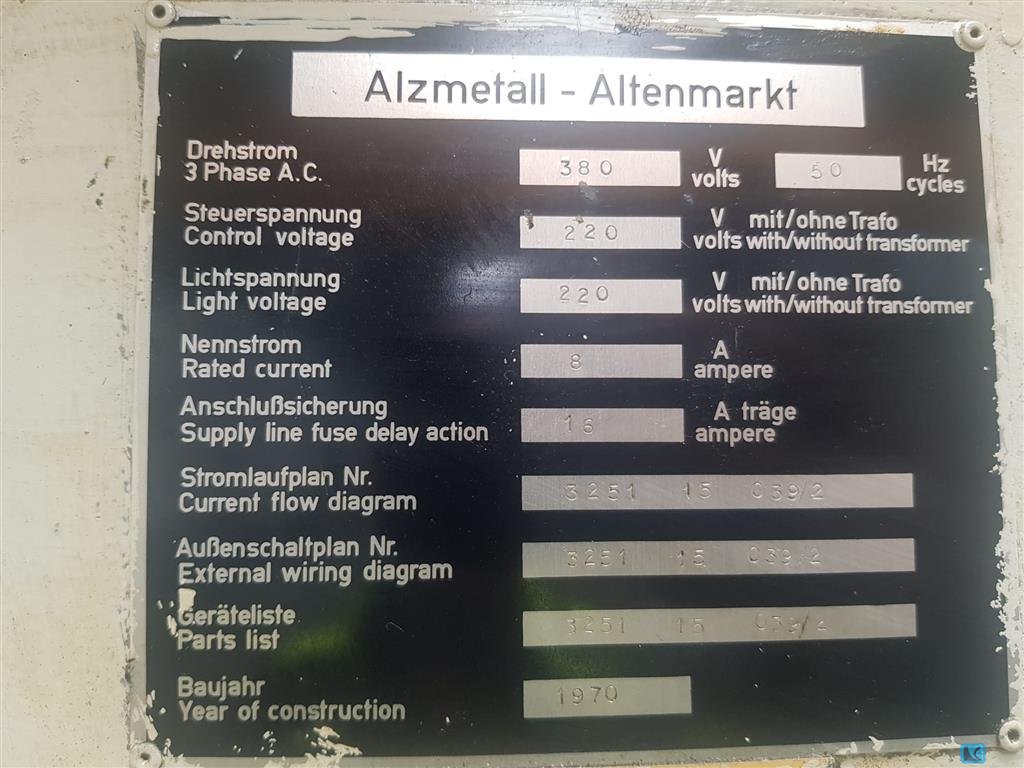 Alzmetall - Altenmarkt
Drehstrom
3 Phase A.C.
380
V
volts
50
Hz
cycles
Steuerspannung
Control voltage
220
V mit/ohne Trafo
volts with/without transformer
Lichtspannung
Light voltage
220
V mit/ohne Trafo
volts with/without transformer
Nennstrom
Rated current
8
A
ampere
Anschlußsicherung
Supply line fuse delay action
16
A träge
ampere
Stromlaufplan Nr.
Current flow diagram
3251 15 039/2
Außenschaltplan Nr.
External wiring diagram
3251 15 039/2
Geräteliste
Parts list
3251 15 039/2
Baujahr
Year of construction
1970